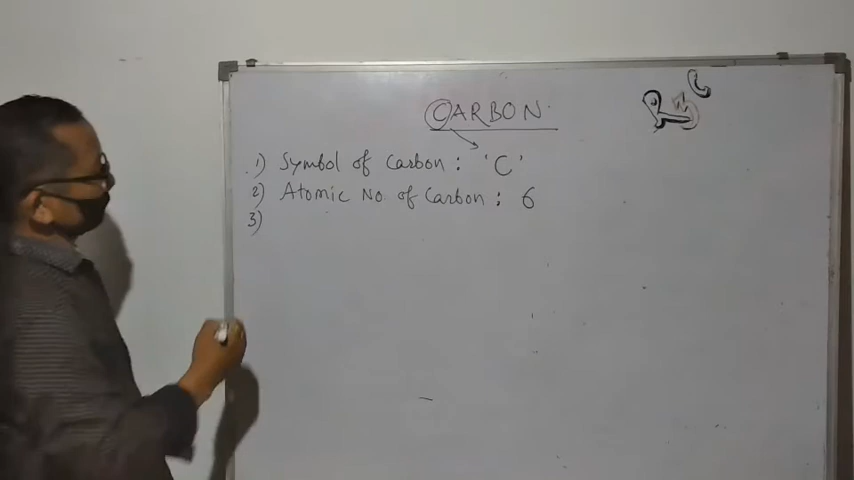 CARBON
1) Symbol of Carbon : 'C'
2) Atomic No. of Carbon : 6
3)